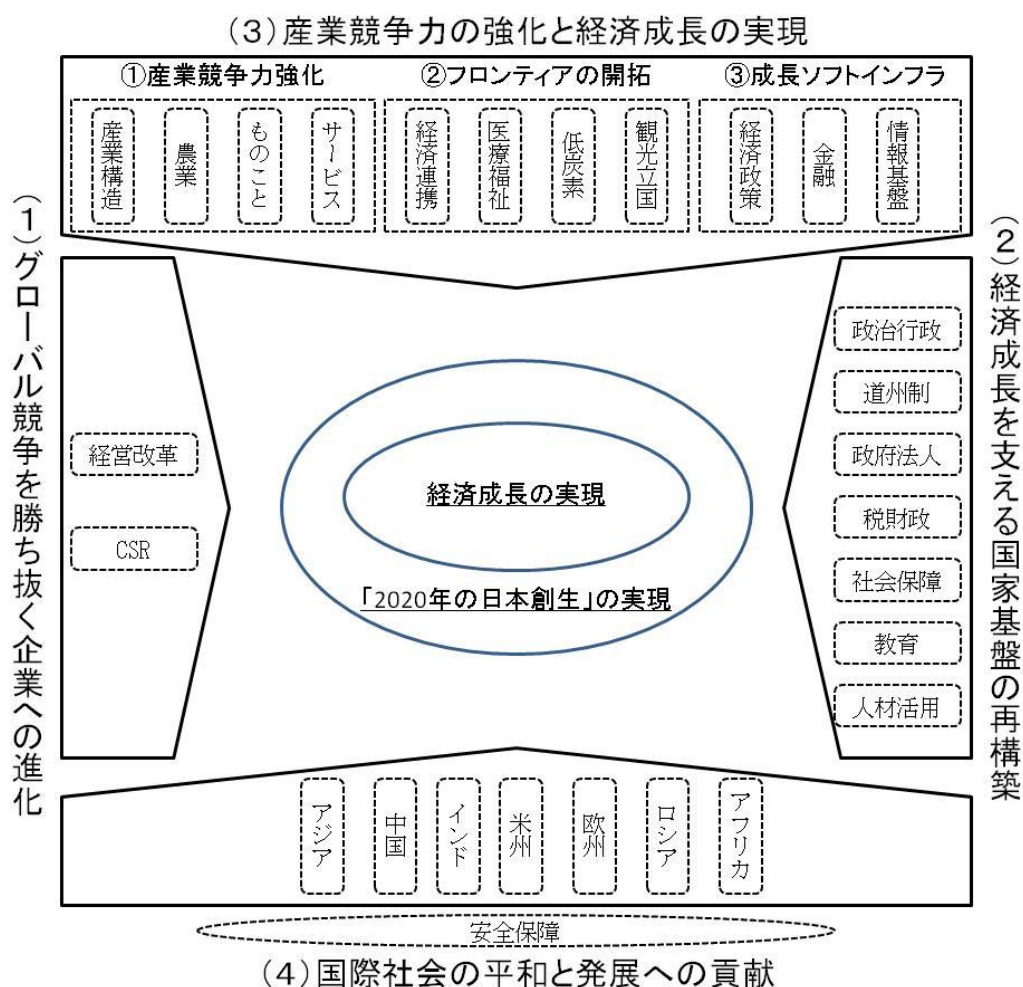 (3)産業競争力の強化と経済成長の実現
①産業競争力強化
②フロンティアの開拓
③成長ソフトインフラ
産業構造
農業
ものこと
サービス
経済連携
医療福祉
低炭素
観光立国
経済政策
金融
情報基盤
(1)グローバル競争を勝ち抜く企業への進化
経営改革
CSR
経済成長の実現
「2020年の日本創生」の実現
(2)経済成長を支える国家基盤の再構築
政治行政
道州制
政府法人
税財政
社会保障
教育
人材活用
アジア
中国
インド
米州
欧州
ロシア
アフリカ
安全保障
(4)国際社会の平和と発展への貢献